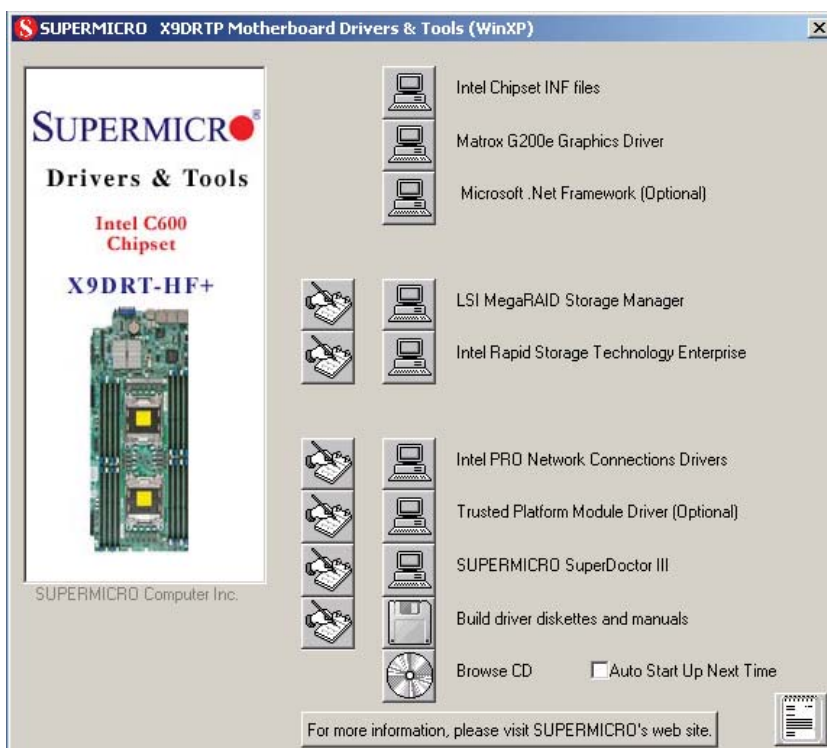 SUPERMICRO X9DRTP Motherboard Drivers & Tools (WinXP)
SUPERMICRO®
Drivers & Tools
Intel C600
Chipset
X9DRT-HF+
SUPERMICRO Computer Inc.
Intel Chipset INF files
Matrox G200e Graphics Driver
Microsoft .Net Framework (Optional)
LSI MegaRAID Storage Manager
Intel Rapid Storage Technology Enterprise
Intel PRO Network Connections Drivers
Trusted Platform Module Driver (Optional)
SUPERMICRO SuperDoctor III
Build driver diskettes and manuals
Browse CD
Auto Start Up Next Time
For more information, please visit SUPERMICRO's web site.